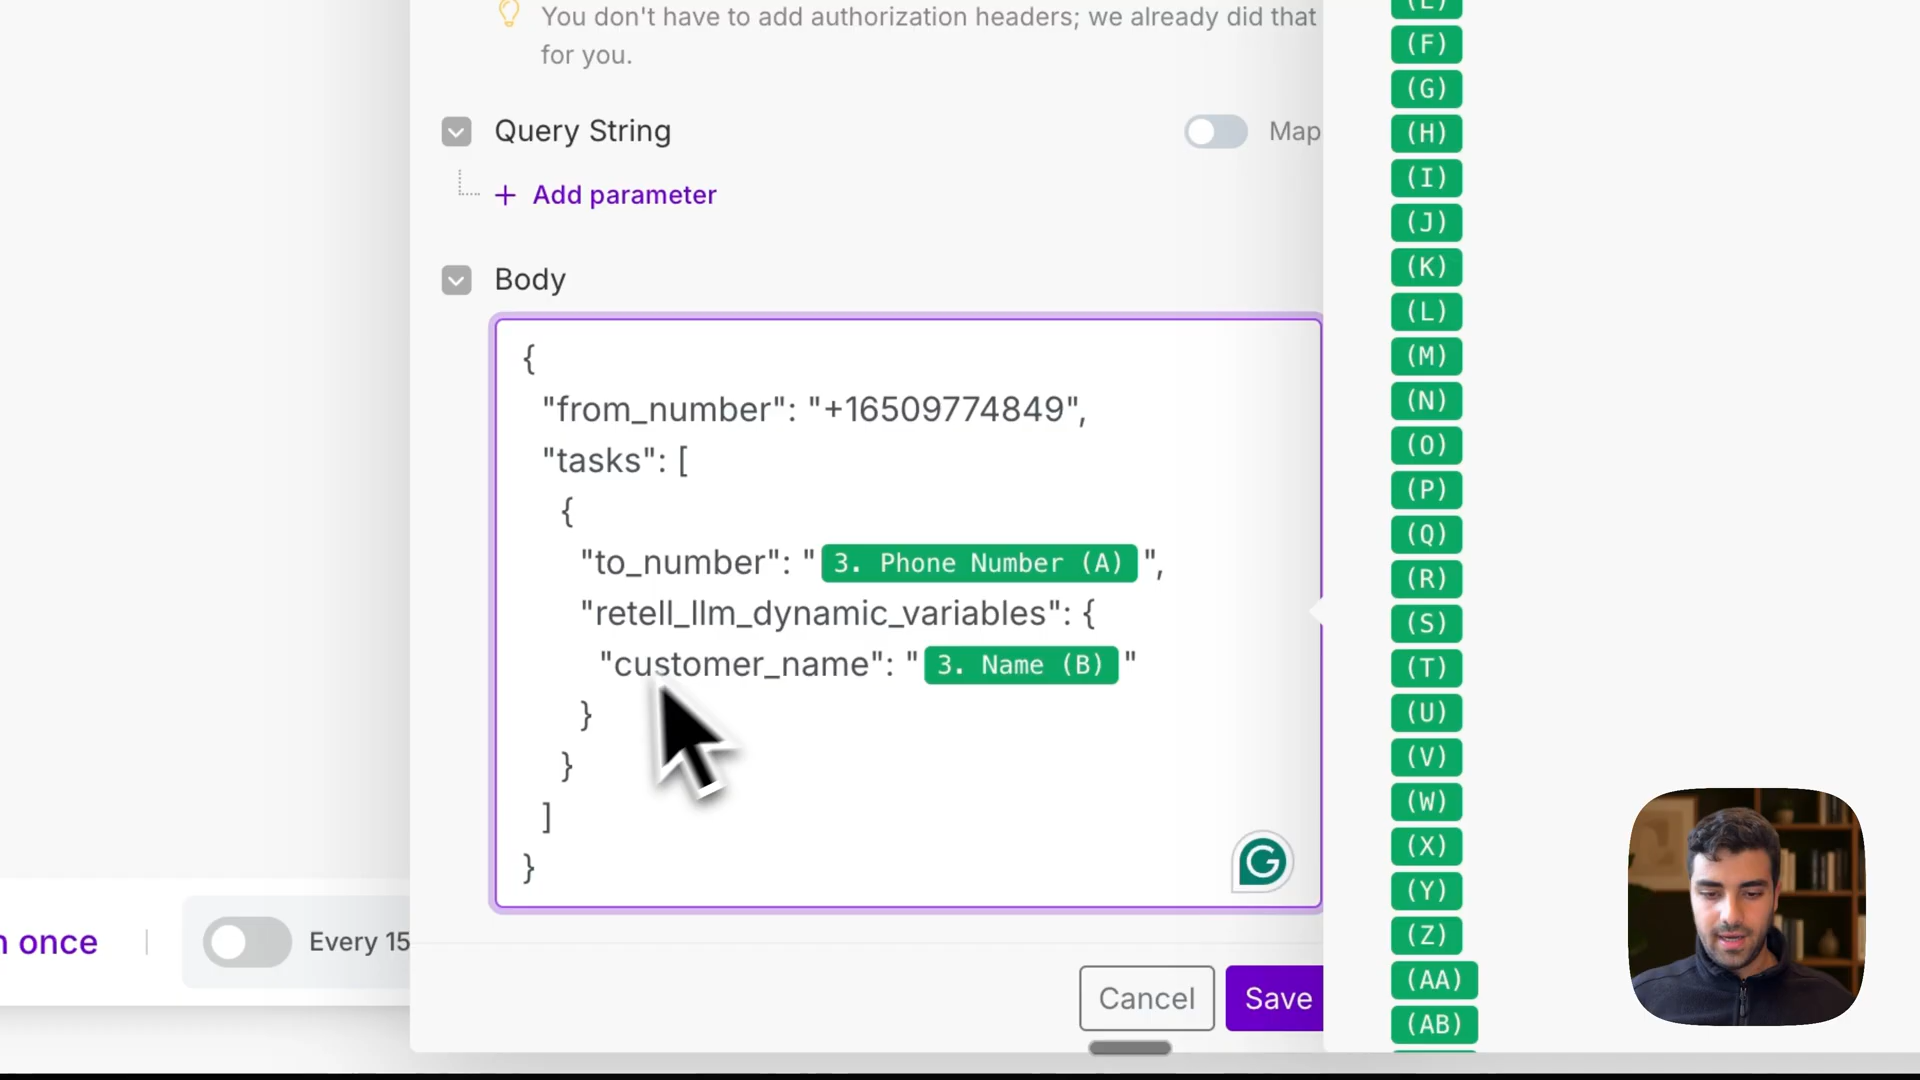 You don't have to add authorization headers; we already did that
for you.
Query String
Map
+ Add parameter
Body
{
"from_number": "+16509774849",
"tasks": [
{
"to_number": "3. Phone Number (A)",
"retell_llm_dynamic_variables": {
"customer_name": "3. Name (B)"
}
}
]
}
Cancel
Save
once
Every 15
(F)
(G)
(H)
(I)
(J)
(K)
(L)
(M)
(N)
(O)
(P)
(Q)
(R)
(S)
(T)
(U)
(V)
(W)
(X)
(Y)
(Z)
(AA)
(AB)